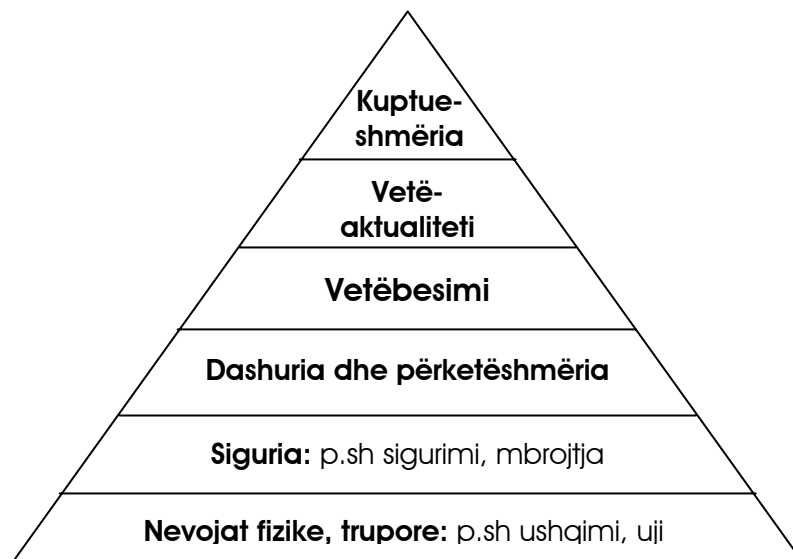 Kuptue-
shmëria
Vetë-
aktualiteti
Vetëbesimi
Dashuria dhe përketëshmëria
Siguria: p.sh sigurimi, mbrojtja
Nevojat fizike, trupore: p.sh ushqimi, uji